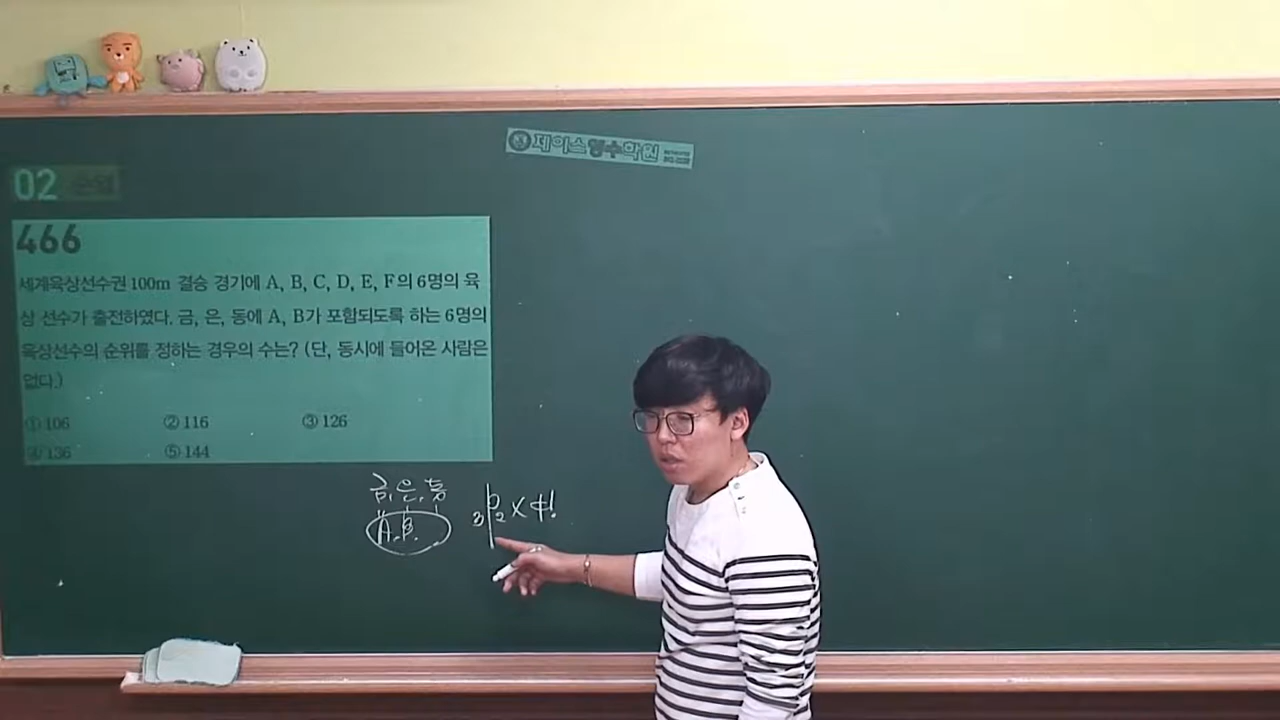 제이스영수학원
02 순열
466
세계육상선수권 100m 결승 경기에 A, B, C, D, E, F의 6명의 육
상 선수가 출전하였다. 금, 은, 동에 A, B가 포함되도록 하는 6명의
육상선수의 순위를 정하는 경우의 수는? (단, 동시에 들어온 사람은
없다.)
① 106 ② 116 ③ 126
④ 136 ⑤ 144
금, 은, 동
A, B.
3P2 × 4!